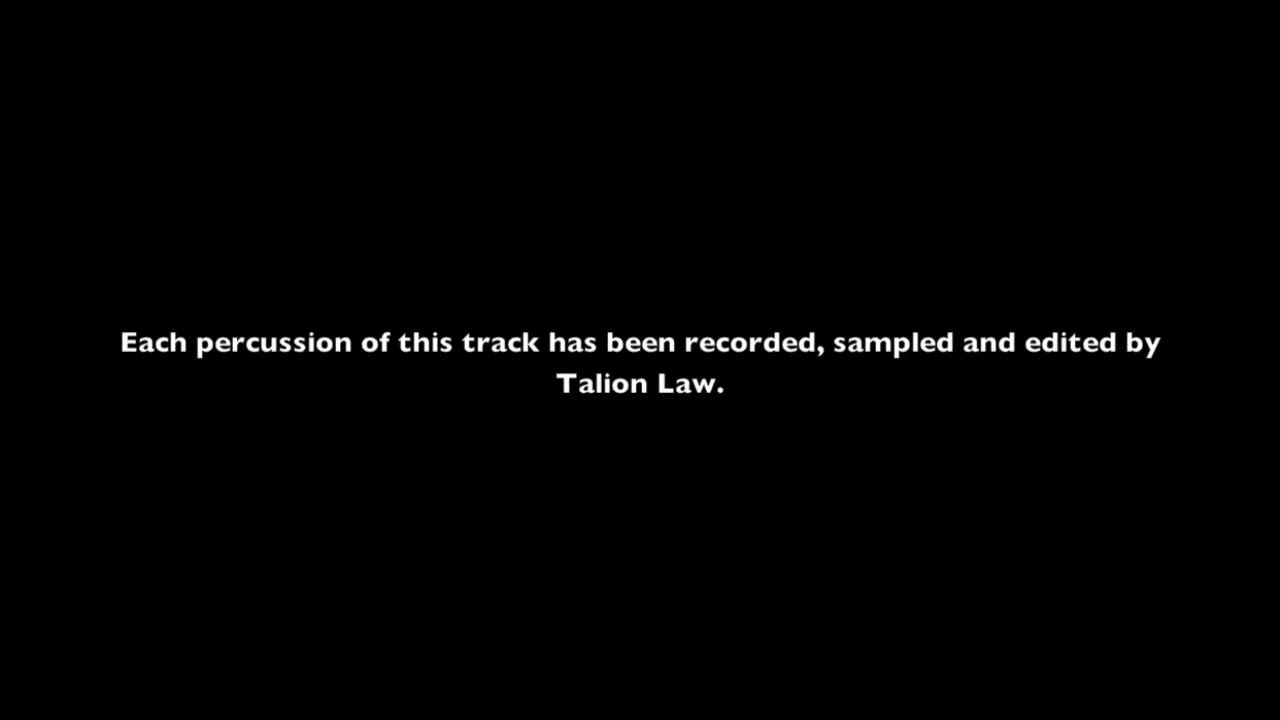 Each percussion of this track has been recorded, sampled and edited by
Talion Law.